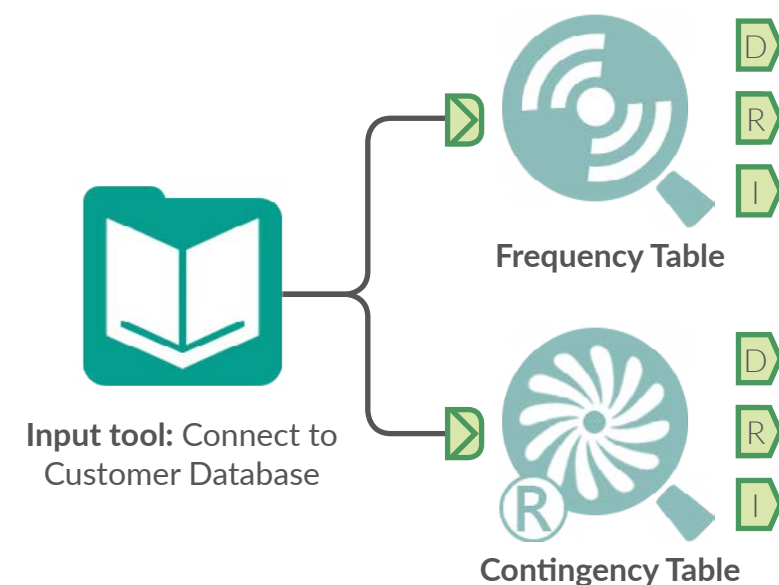 D
R
I
Frequency Table
Input tool: Connect to
Customer Database
D
R
I
R
Contingency Table